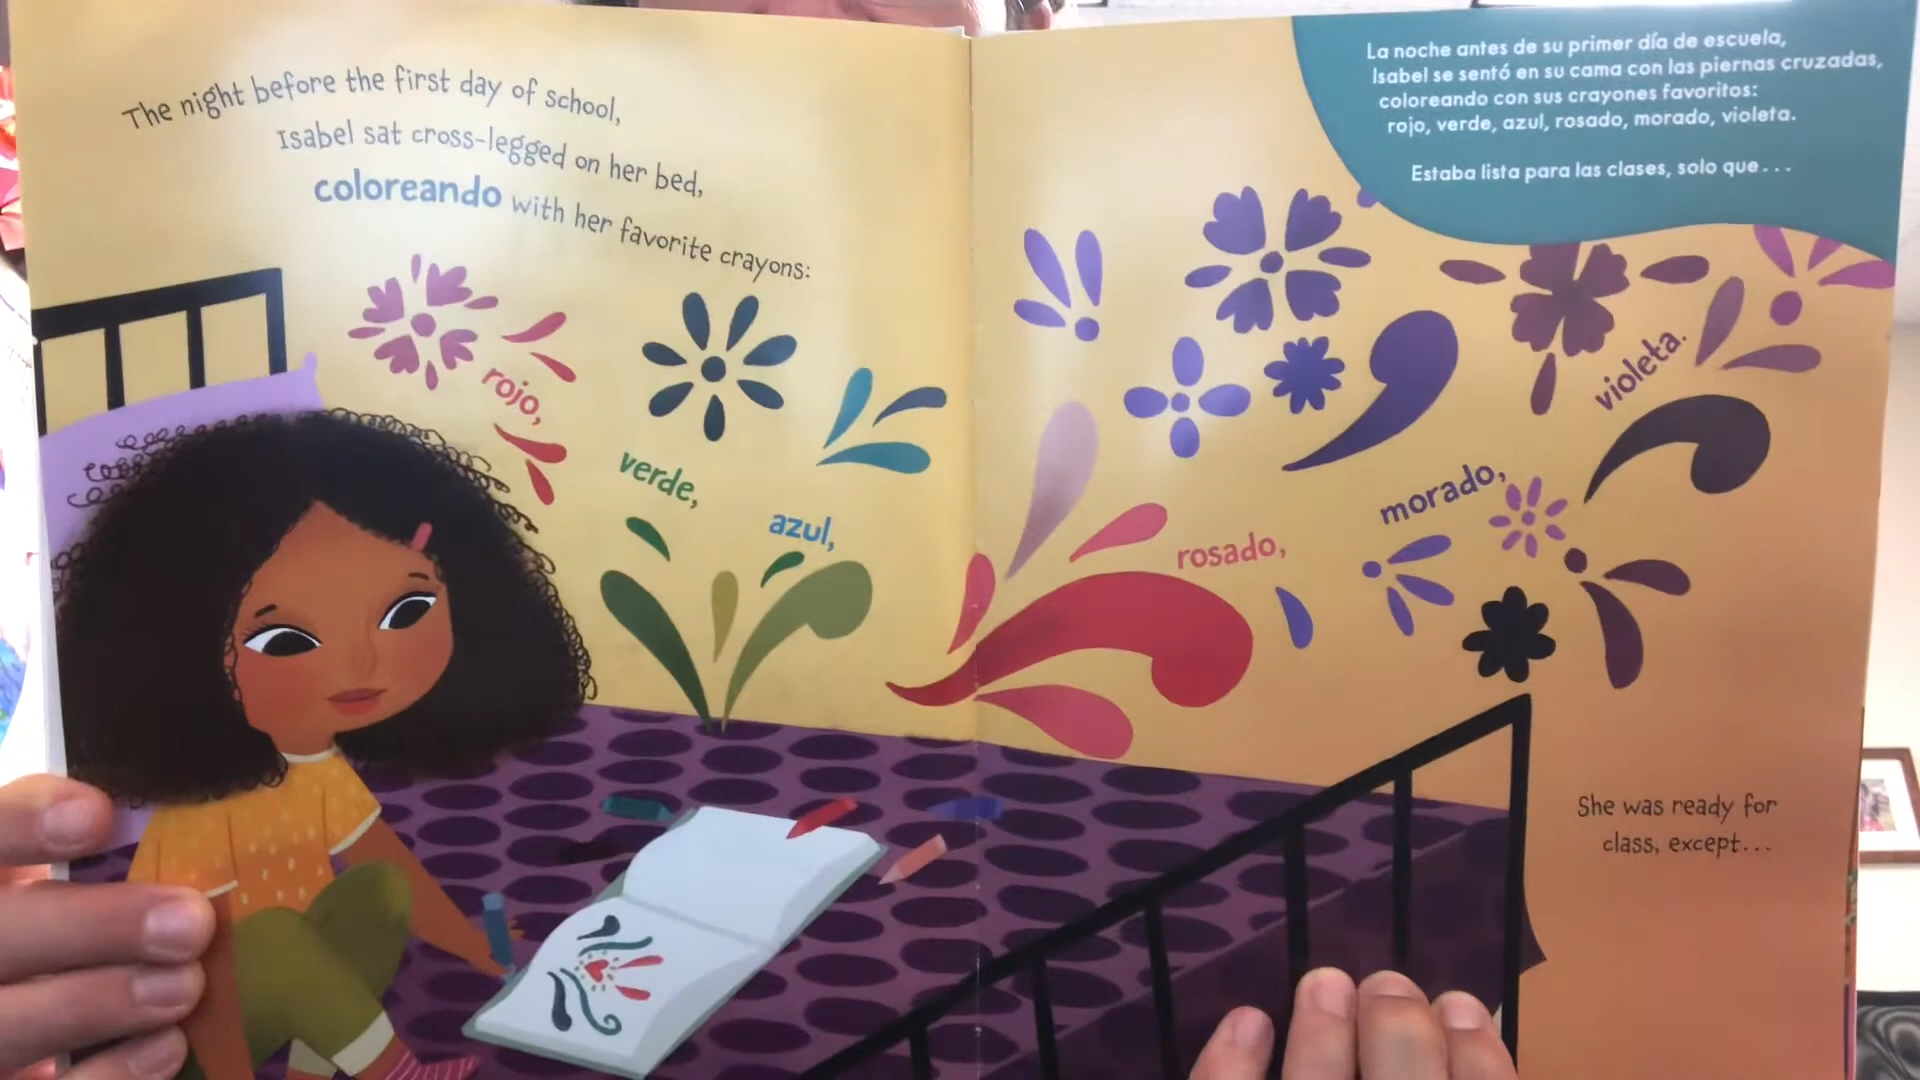 The night before the first day of school,
Isabel sat cross-legged on her bed,
coloreando with her favorite crayons:
rojo,
verde,
azul,
rosado,
morado,
violeta.
She was ready for
class, except...
La noche antes de su primer día de escuela,
Isabel se sentó en su cama con las piernas cruzadas,
coloreando con sus crayones favoritos:
rojo, verde, azul, rosado, morado, violeta.
Estaba lista para las clases, solo que...